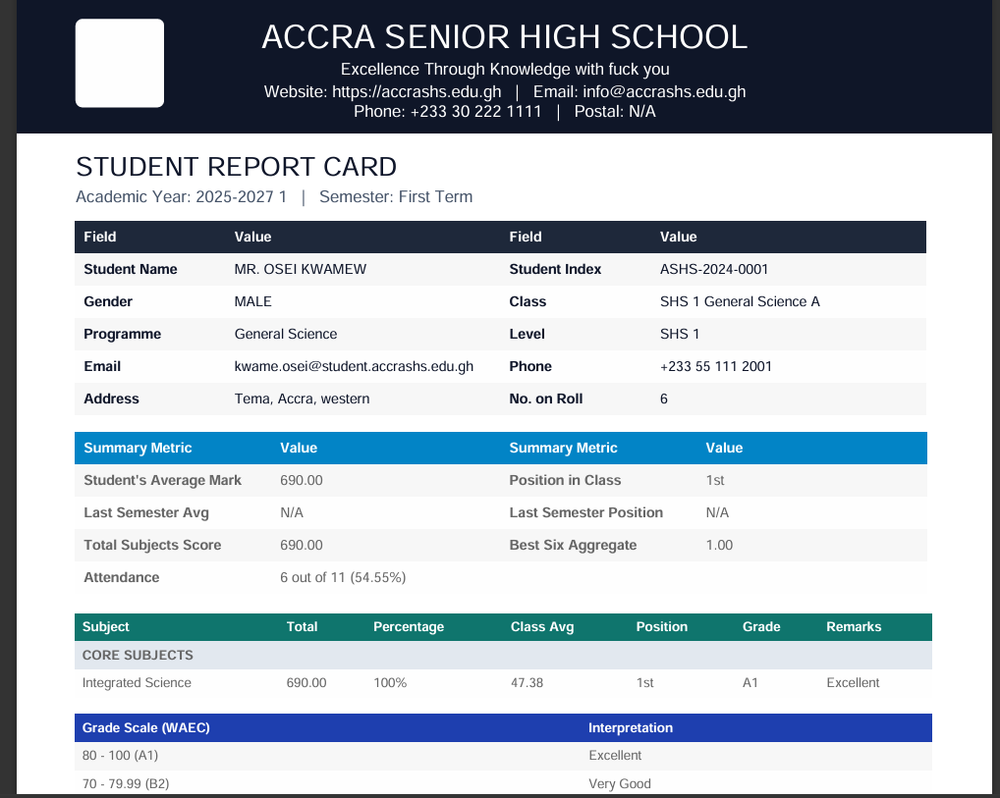 ACCRA SENIOR HIGH SCHOOL
Excellence Through Knowledge with fuck you
Website: https://accrashs.edu.gh | Email: info@accrashs.edu.gh
Phone: +233 30 222 1111 | Postal: N/A
STUDENT REPORT CARD
Academic Year: 2025-2027 1 | Semester: First Term
Field Value Field Value
Student Name MR. OSEI KWAMEW Student Index ASHS-2024-0001
Gender MALE Class SHS 1 General Science A
Programme General Science Level SHS 1
Email kwame.osei@student.accrashs.edu.gh Phone +233 55 111 2001
Address Tema, Accra, western No. on Roll 6
Summary Metric Value Summary Metric Value
Student's Average Mark 690.00 Position in Class 1st
Last Semester Avg N/A Last Semester Position N/A
Total Subjects Score 690.00 Best Six Aggregate 1.00
Attendance 6 out of 11 (54.55%)
Subject Total Percentage Class Avg Position Grade Remarks
CORE SUBJECTS
Integrated Science 690.00 100% 47.38 1st A1 Excellent
Grade Scale (WAEC) Interpretation
80 - 100 (A1) Excellent
70 - 79.99 (B2) Very Good